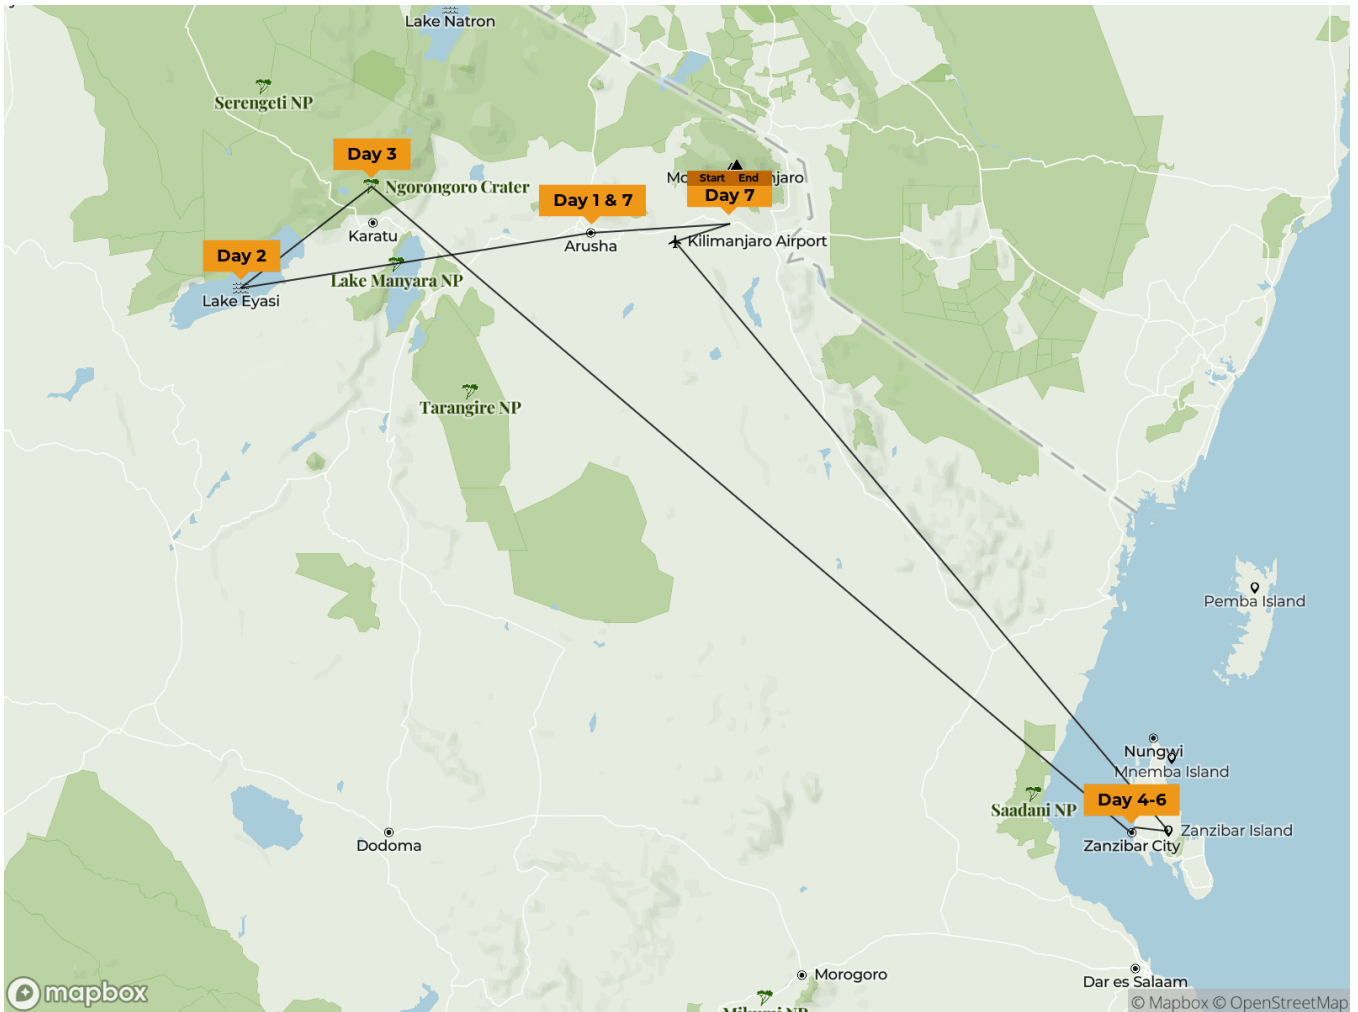 Lake Natron
Serengeti NP
Day 3
Ngorongoro Crater
Start End
Day 7
Day 1 & 7
Karatu
Arusha
Kilimanjaro Airport
Day 2
Lake Manyara NP
Lake Eyasi
Tarangire NP
Pemba Island
Nungwi
Mnemba Island
Day 4-6
Saadani NP
Zanzibar Island
Zanzibar City
Dodoma
Morogoro
Dar es Salaam
mapbox
© Mapbox © OpenStreetMap